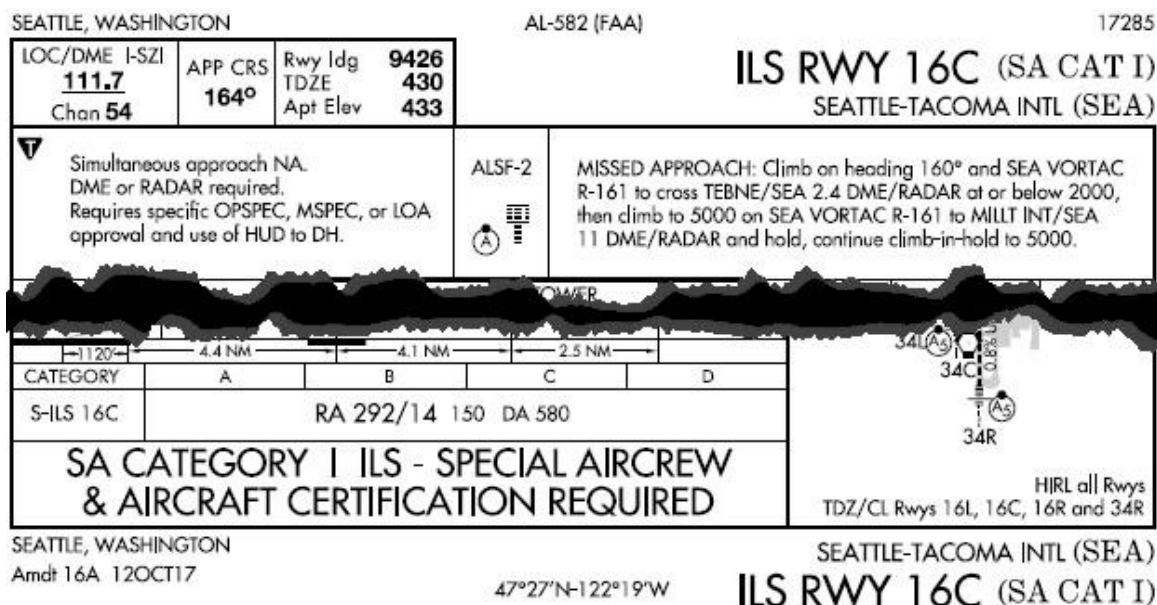 SEATTLE, WASHINGTON AL-582 (FAA) 17285
LOC/DME I-SZI
111.7
Chan 54
APP CRS
164°
Rwy ldg 9426
TDZE 430
Apt Elev 433
ILS RWY 16C (SA CAT I)
SEATTLE-TACOMA INTL (SEA)
T
Simultaneous approach NA.
DME or RADAR required.
Requires specific OPSPEC, MSPEC, or LOA
approval and use of HUD to DH.
ALSF-2
A
MISSED APPROACH: Climb on heading 160° and SEA VORTAC
R-161 to cross TEBNE/SEA 2.4 DME/RADAR at or below 2000,
then climb to 5000 on SEA VORTAC R-161 to MILLT INT/SEA
11 DME/RADAR and hold, continue climb-in-hold to 5000.
1120' 4.4 NM 4.1 NM 2.5 NM
CATEGORY A B C D
S-ILS 16C RA 292/14 150 DA 580
SA CATEGORY I ILS - SPECIAL AIRCREW
& AIRCRAFT CERTIFICATION REQUIRED
34L A5
0.8%
34C
A5
34R
HIRL all Rwys
TDZ/CL Rwys 16L, 16C, 16R and 34R
SEATTLE, WASHINGTON
Amdt 16A 12OCT17
47°27'N-122°19'W
SEATTLE-TACOMA INTL (SEA)
ILS RWY 16C (SA CAT I)